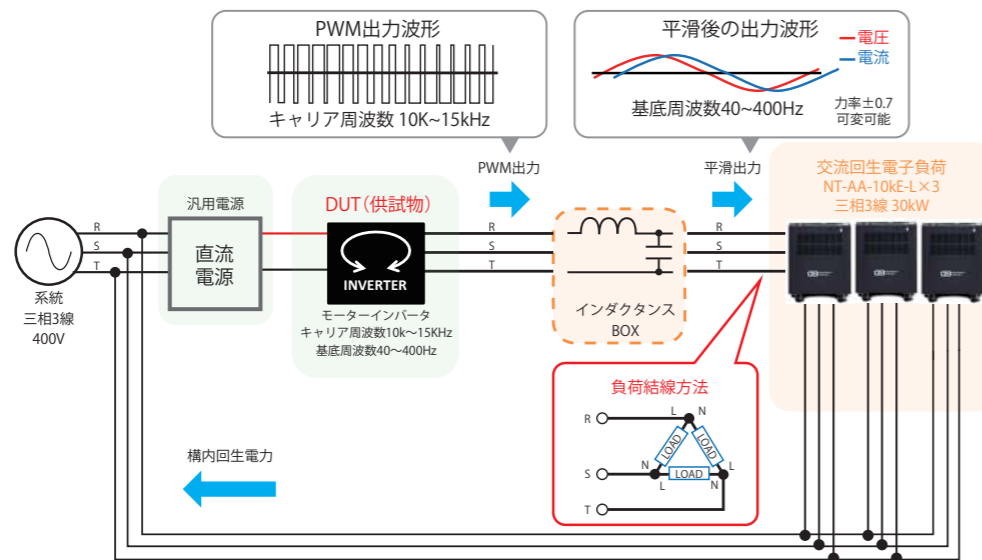 PWM出力波形
キャリア周波数 10K~15kHz
平滑後の出力波形
電圧
電流
基底周波数40~400Hz
力率±0.7
可変可能
PWM出力
平滑出力
交流回生電子負荷
NT-AA-10kE-L×3
三相3線 30kW
汎用電源
DUT(供試物)
R
S
T
直流
電源
INVERTER
R
S
T
R
S
T
系統
三相3線
400V
モーターインバータ
キャリア周波数10k～15KHz
基底周波数40～400Hz
インダクタンス
BOX
負荷結線方法
R
L
N
LOAD
LOAD
S
N
L
LOAD
L
N
T
構内回生電力